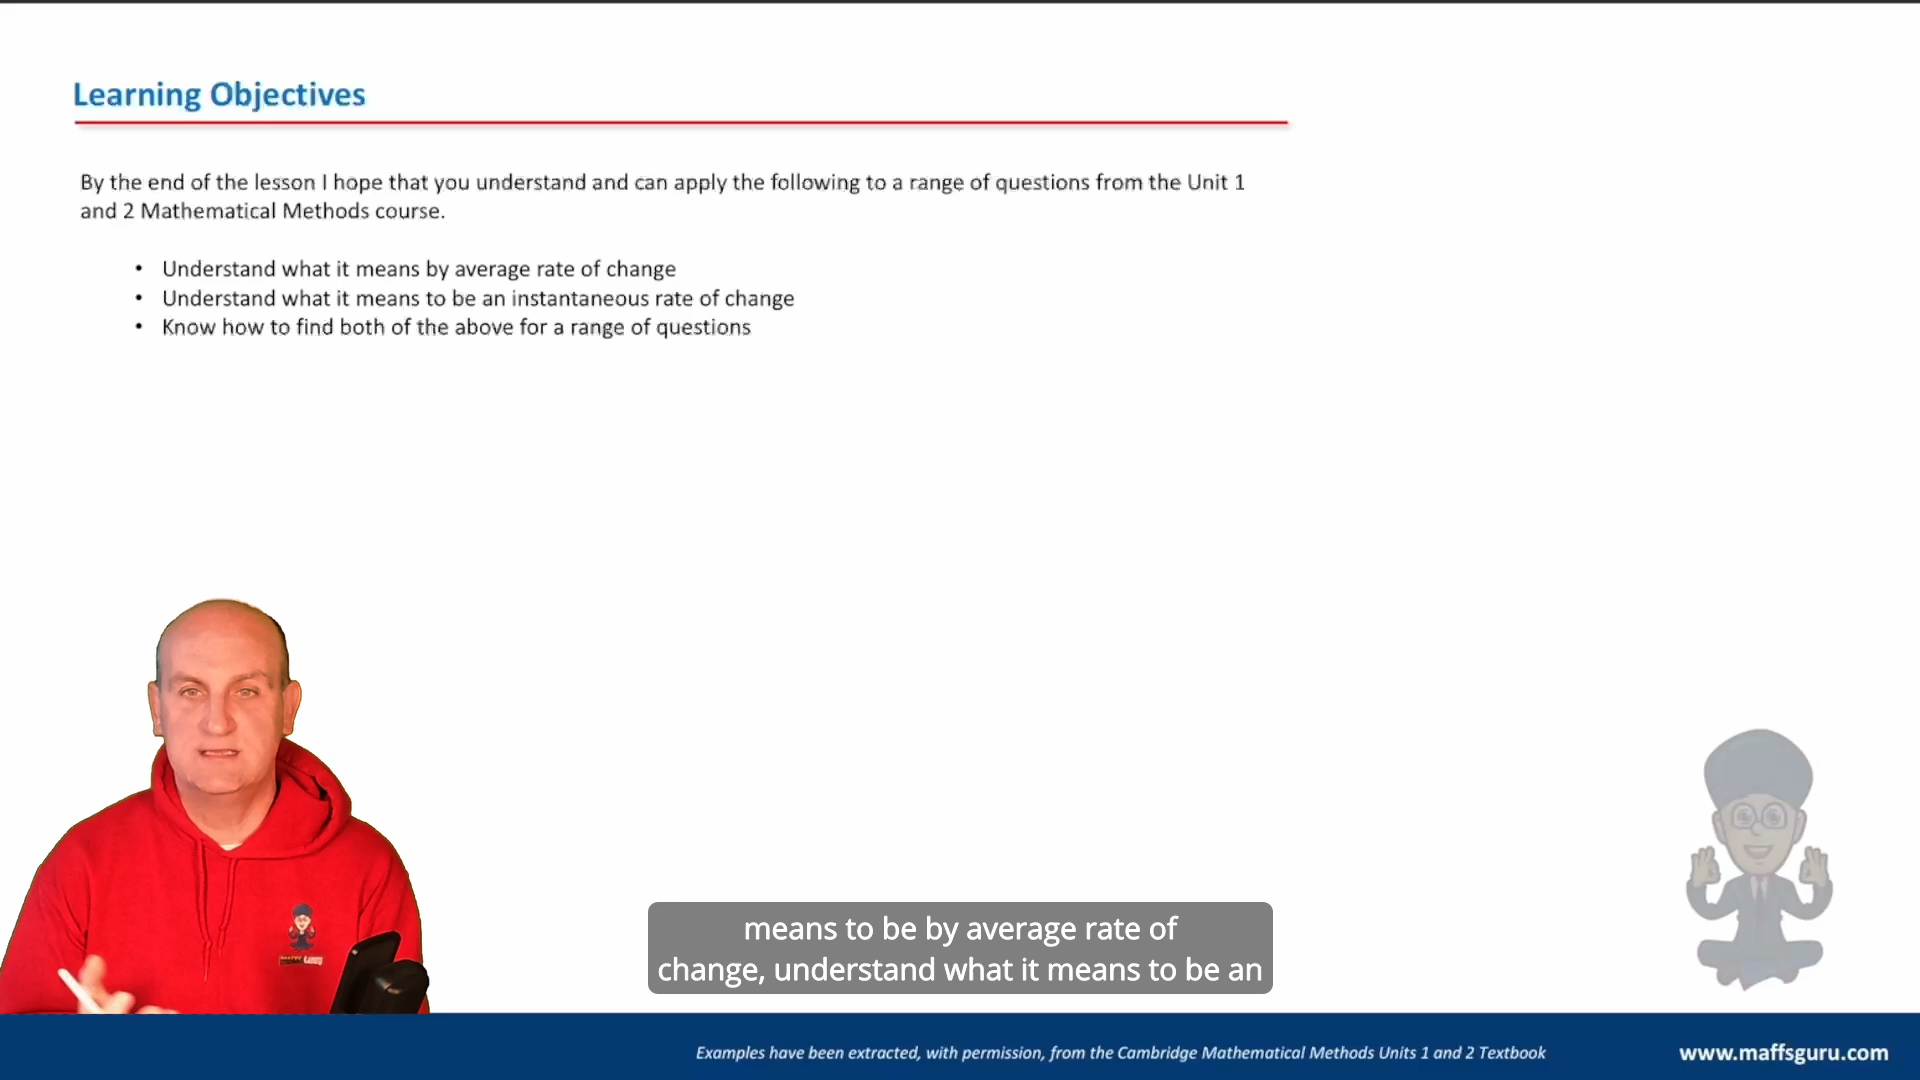 Learning Objectives
By the end of the lesson I hope that you understand and can apply the following to a range of questions from the Unit 1
and 2 Mathematical Methods course.
• Understand what it means by average rate of change
• Understand what it means to be an instantaneous rate of change
• Know how to find both of the above for a range of questions
means to be by average rate of
change, understand what it means to be an
Examples have been extracted, with permission, from the Cambridge Mathematical Methods Units 1 and 2 Textbook
www.maffsguru.com